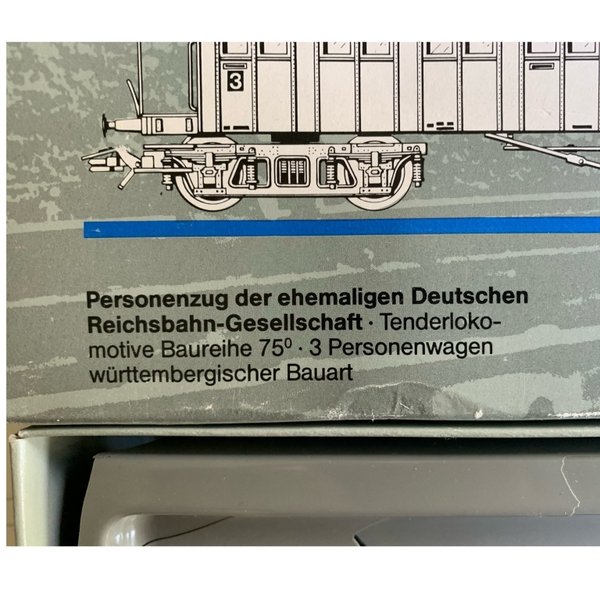 3
Personenzug der ehemaligen Deutschen
Reichsbahn-Gesellschaft · Tenderloko-
motive Baureihe 75⁰ · 3 Personenwagen
württembergischer Bauart